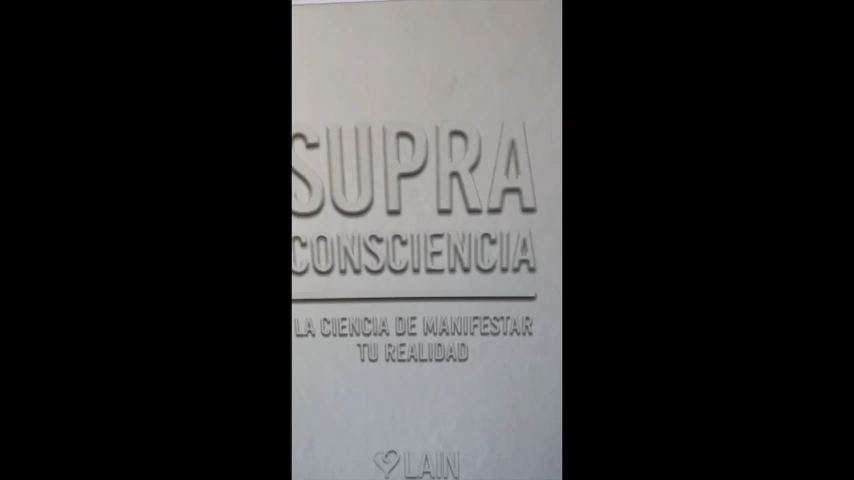 SUPRA
CONSCIENCIA
LA CIENCIA DE MANIFESTAR
TU REALIDAD
LAIN